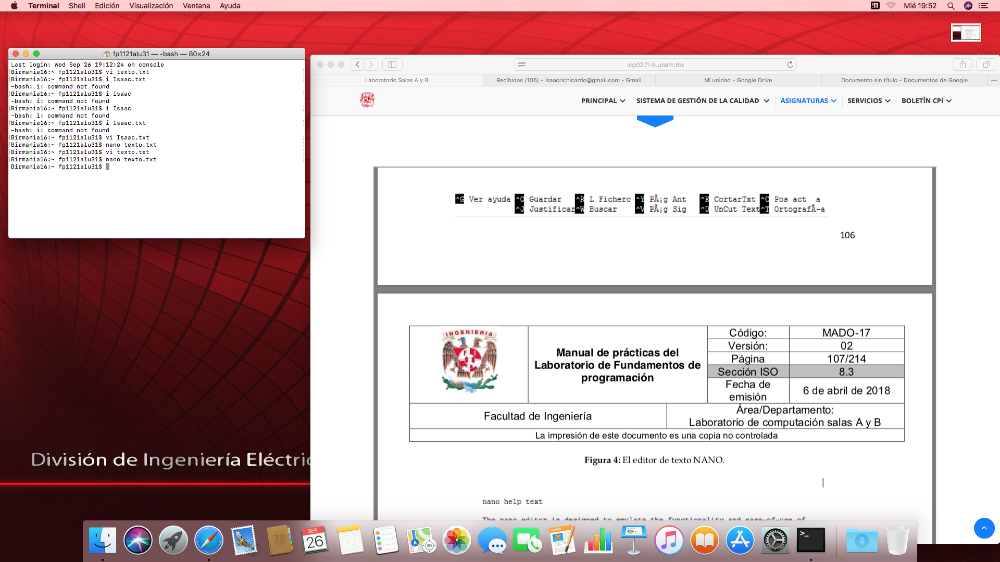 Terminal Shell Edición Visualización Ventana Ayuda
Mié 19:52
fp1121alu31 — -bash — 80×24
Last login: Wed Sep 26 19:12:24 on console
[Birmania16:~ fp1121alu31$ vi texto.txt ]
[Birmania16:~ fp1121alu31$ i Isaac.txt ]
-bash: i: command not found
[Birmania16:~ fp1121alu31$ i isaac ]
-bash: i: command not found
[Birmania16:~ fp1121alu31$ i Isaac ]
-bash: i: command not found
[Birmania16:~ fp1121alu31$ i Isaac.txt ]
-bash: i: command not found
[Birmania16:~ fp1121alu31$ vi Isaac.txt ]
[Birmania16:~ fp1121alu31$ nano texto.txt ]
[Birmania16:~ fp1121alu31$ vi texto.txt ]
[Birmania16:~ fp1121alu31$ nano texto.txt ]
Birmania16:~ fp1121alu31$
División de Ingeniería Eléctric
lcp02.fi-b.unam.mx
Laboratorio Salas A y B
Recibidos (106) - isaacrichicardo@gmail.com - Gmail
Mi unidad - Google Drive
Documento sin título - Documentos de Google
PRINCIPAL SISTEMA DE GESTIÓN DE LA CALIDAD ASIGNATURAS SERVICIOS BOLETÍN CPI
^G Ver ayuda ^O Guardar ^R L Fichero ^Y PÃ¡g Ant ^K CortarTxt ^C Pos act a
^J Justificar ^W Buscar ^V PÃ¡g Sig ^U UnCut Text ^T OrtografÃ-a
106
INGENIERIA
F I
Manual de prácticas del
Laboratorio de Fundamentos de
programación
Código: MADO-17
Versión: 02
Página 107/214
Sección ISO 8.3
Fecha de
emisión
6 de abril de 2018
Facultad de Ingeniería
Área/Departamento:
Laboratorio de computación salas A y B
La impresión de este documento es una copia no controlada
Figura 4: El editor de texto NANO.
nano help text
The nano editor is designed to emulate the functionality and ease-of-use of
SEP.
26
3D
PAGES
>_